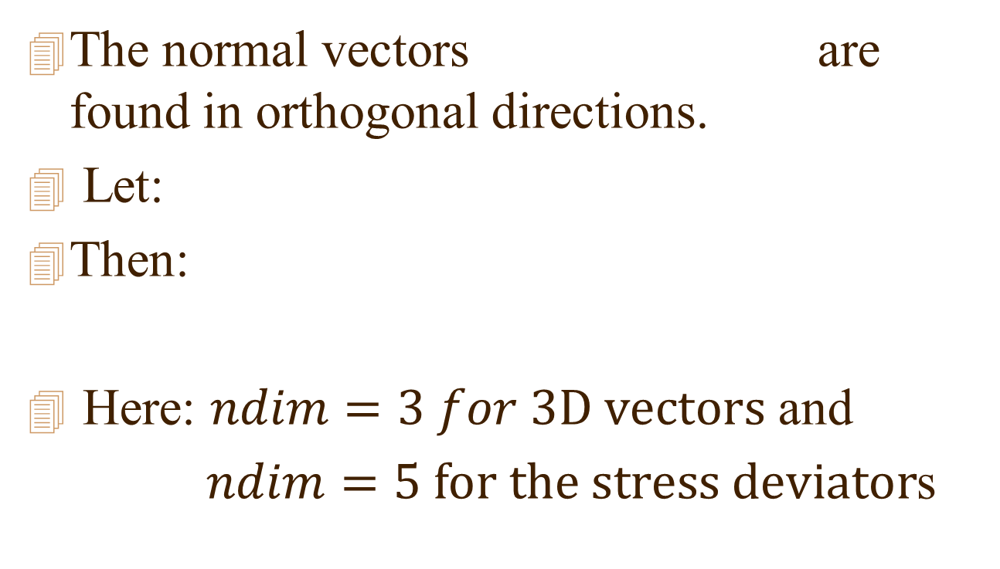 The normal vectors are
found in orthogonal directions.
Let:
Then:
Here: ndim = 3 for 3D vectors and
ndim = 5 for the stress deviators